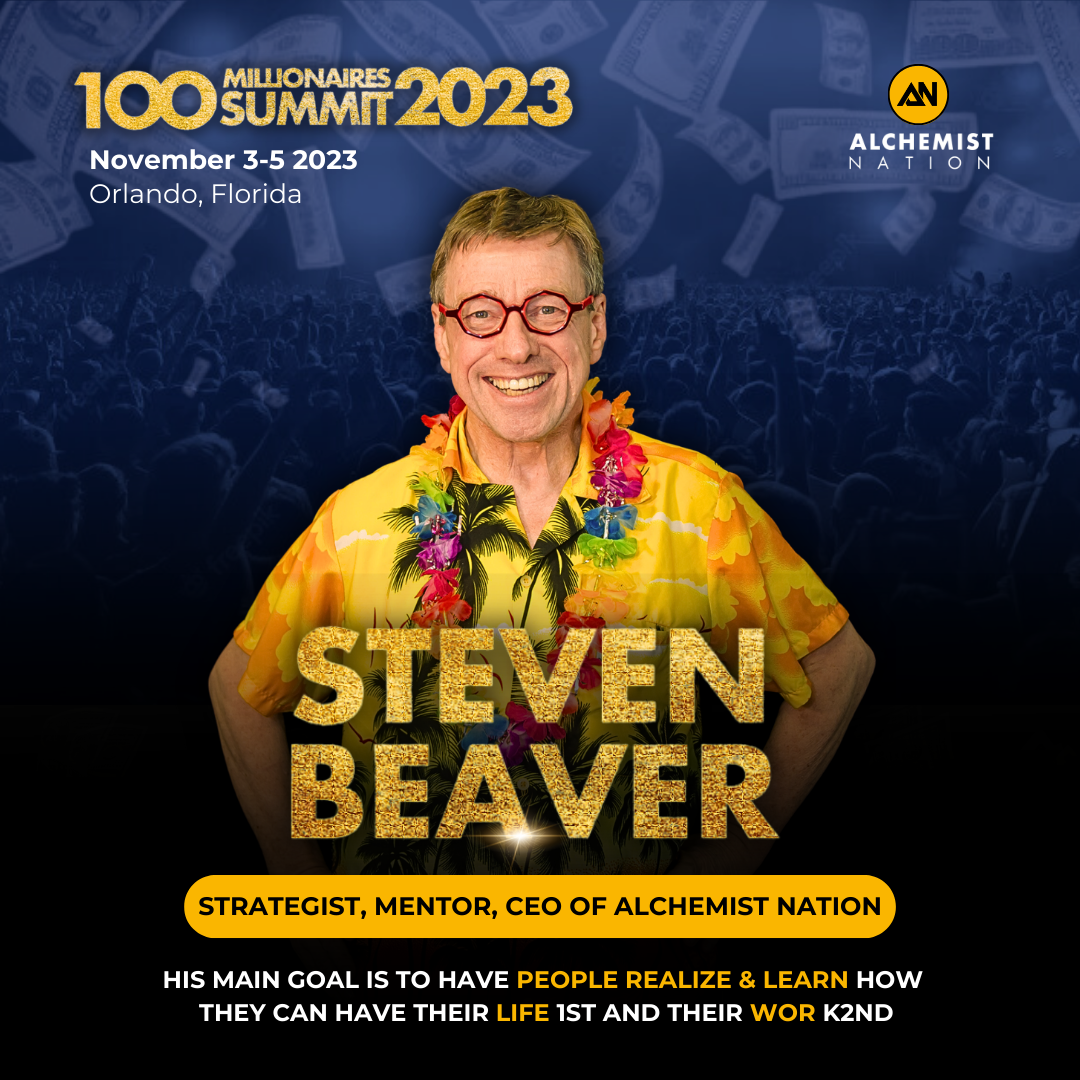 100 MILLIONAIRES SUMMIT 2023
November 3-5 2023
Orlando, Florida
AN
ALCHEMIST
NATION
STEVEN
BEAVER
STRATEGIST, MENTOR, CEO OF ALCHEMIST NATION
HIS MAIN GOAL IS TO HAVE PEOPLE REALIZE & LEARN HOW
THEY CAN HAVE THEIR LIFE 1ST AND THEIR WOR K2ND